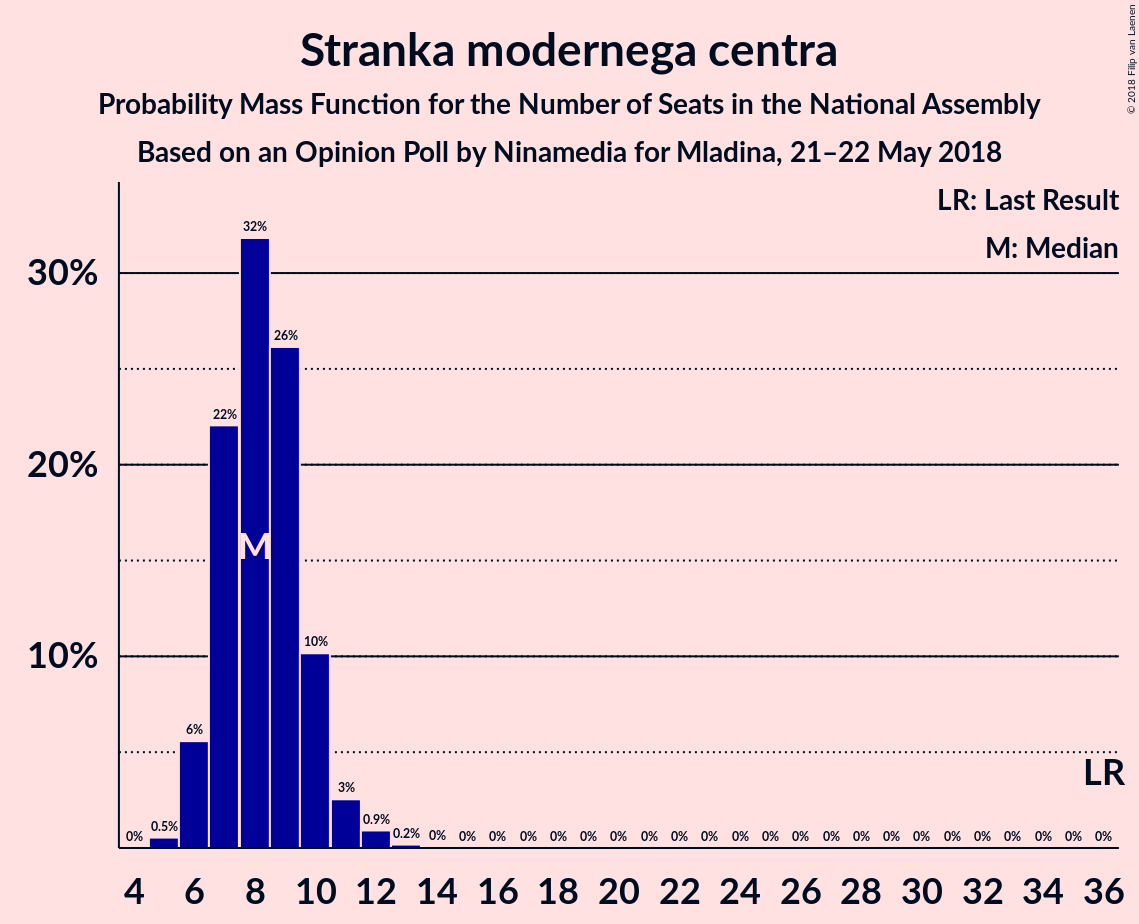 Stranka modernega centra
Probability Mass Function for the Number of Seats in the National Assembly
Based on an Opinion Poll by Ninamedia for Mladina, 21–22 May 2018
© 2018 Filip van Laenen
LR: Last Result
M: Median
30%
20%
10%
0% 0.5% 6% 22% 32% 26% 10% 3% 0.9% 0.2% 0% 0% 0% 0% 0% 0% 0% 0% 0% 0% 0% 0% 0% 0% 0% 0% 0% 0% 0% 0% 0% 0% 0%
M
LR
4 6 8 10 12 14 16 18 20 22 24 26 28 30 32 34 36